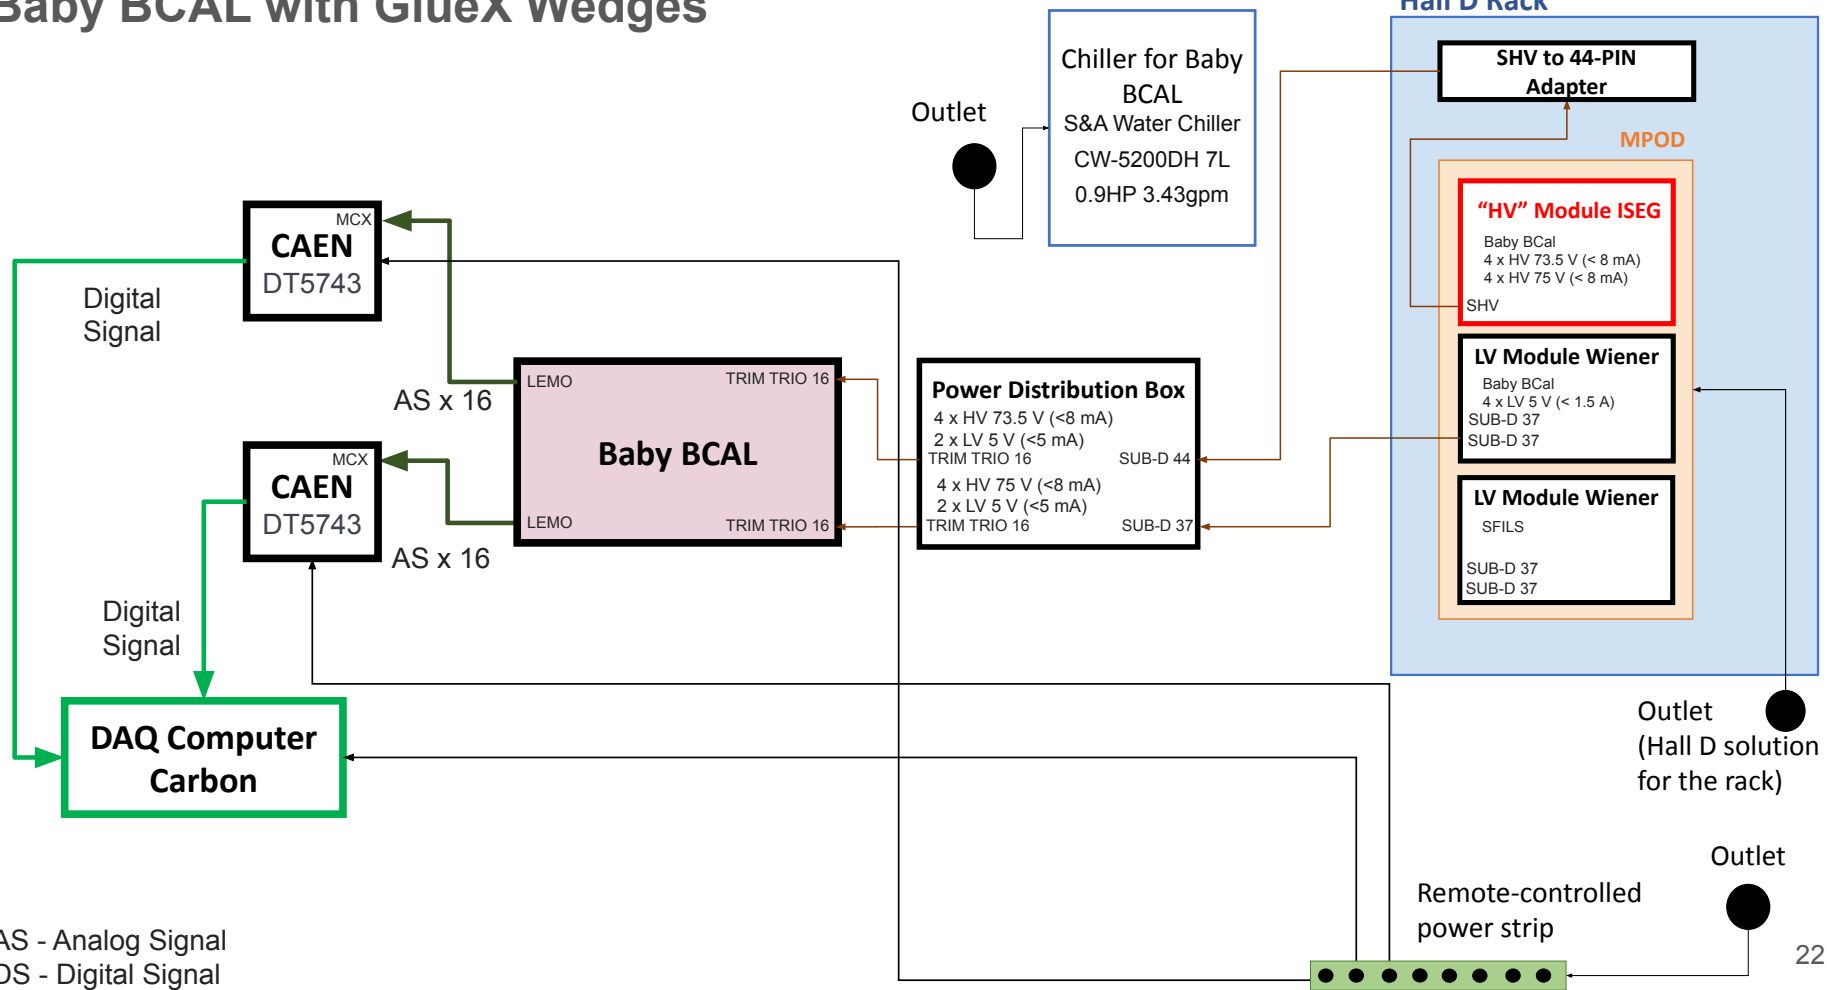 Baby BCAL with GlueX Wedges
Hall D Rack
Chiller for Baby
BCAL
S&A Water Chiller
CW-5200DH 7L
0.9HP 3.43gpm
Outlet
SHV to 44-PIN
Adapter
MPOD
"HV" Module ISEG
Baby BCal
4 x HV 73.5 V (< 8 mA)
4 x HV 75 V (< 8 mA)
SHV
LV Module Wiener
Baby BCal
4 x LV 5 V (< 1.5 A)
SUB-D 37
SUB-D 37
LV Module Wiener
SFILS
SUB-D 37
SUB-D 37
MCX
CAEN
DT5743
Digital
Signal
AS x 16
LEMO
TRIM TRIO 16
Baby BCAL
LEMO
TRIM TRIO 16
Power Distribution Box
4 x HV 73.5 V (<8 mA)
2 x LV 5 V (<5 mA)
TRIM TRIO 16
SUB-D 44
4 x HV 75 V (<8 mA)
2 x LV 5 V (<5 mA)
TRIM TRIO 16
SUB-D 37
MCX
CAEN
DT5743
AS x 16
Digital
Signal
DAQ Computer
Carbon
Outlet
(Hall D solution
for the rack)
Outlet
Remote-controlled
power strip
AS - Analog Signal
DS - Digital Signal
22